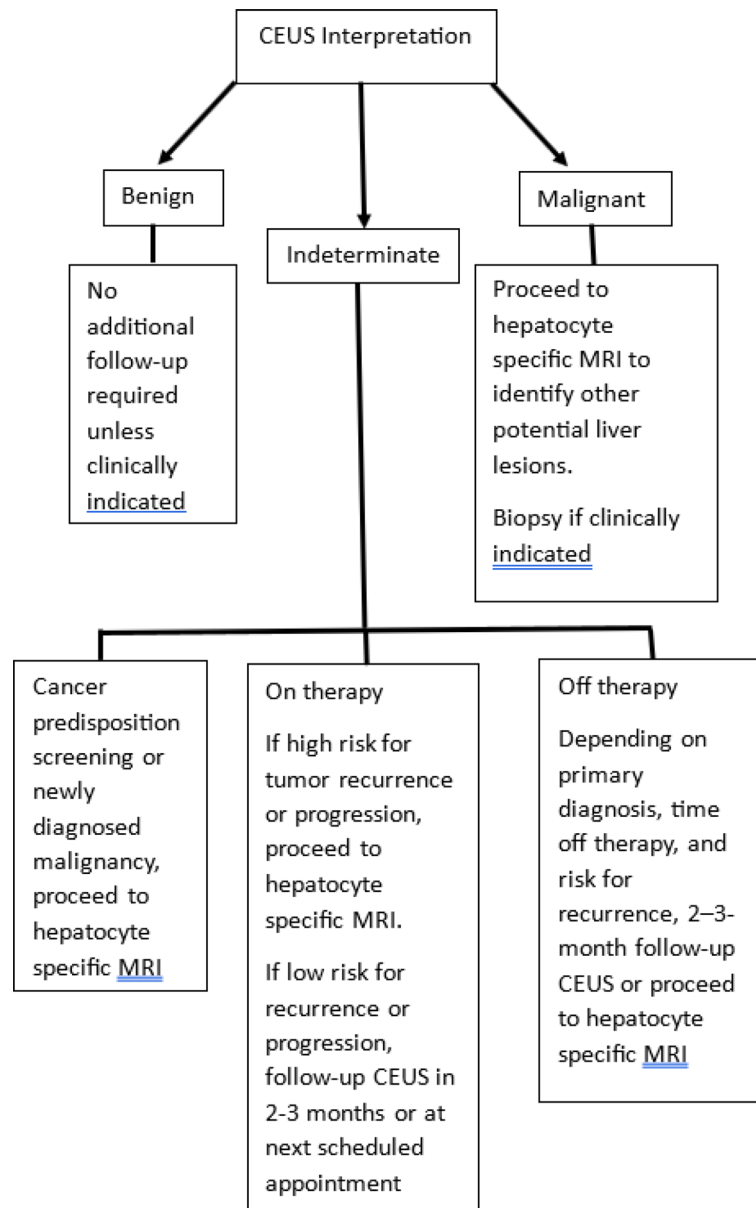 CEUS Interpretation
Benign
Indeterminate
Malignant
No
additional
follow-up
required
unless
clinically
indicated
Proceed to
hepatocyte
specific MRI to
identify other
potential liver
lesions.
Biopsy if clinically
indicated
Cancer
predisposition
screening or
newly
diagnosed
malignancy,
proceed to
hepatocyte
specific MRI
On therapy
If high risk for
tumor recurrence
or progression,
proceed to
hepatocyte
specific MRI.
If low risk for
recurrence or
progression,
follow-up CEUS in
2-3 months or at
next scheduled
appointment
Off therapy
Depending on
primary
diagnosis, time
off therapy, and
risk for
recurrence, 2–3-
month follow-up
CEUS or proceed
to hepatocyte
specific MRI